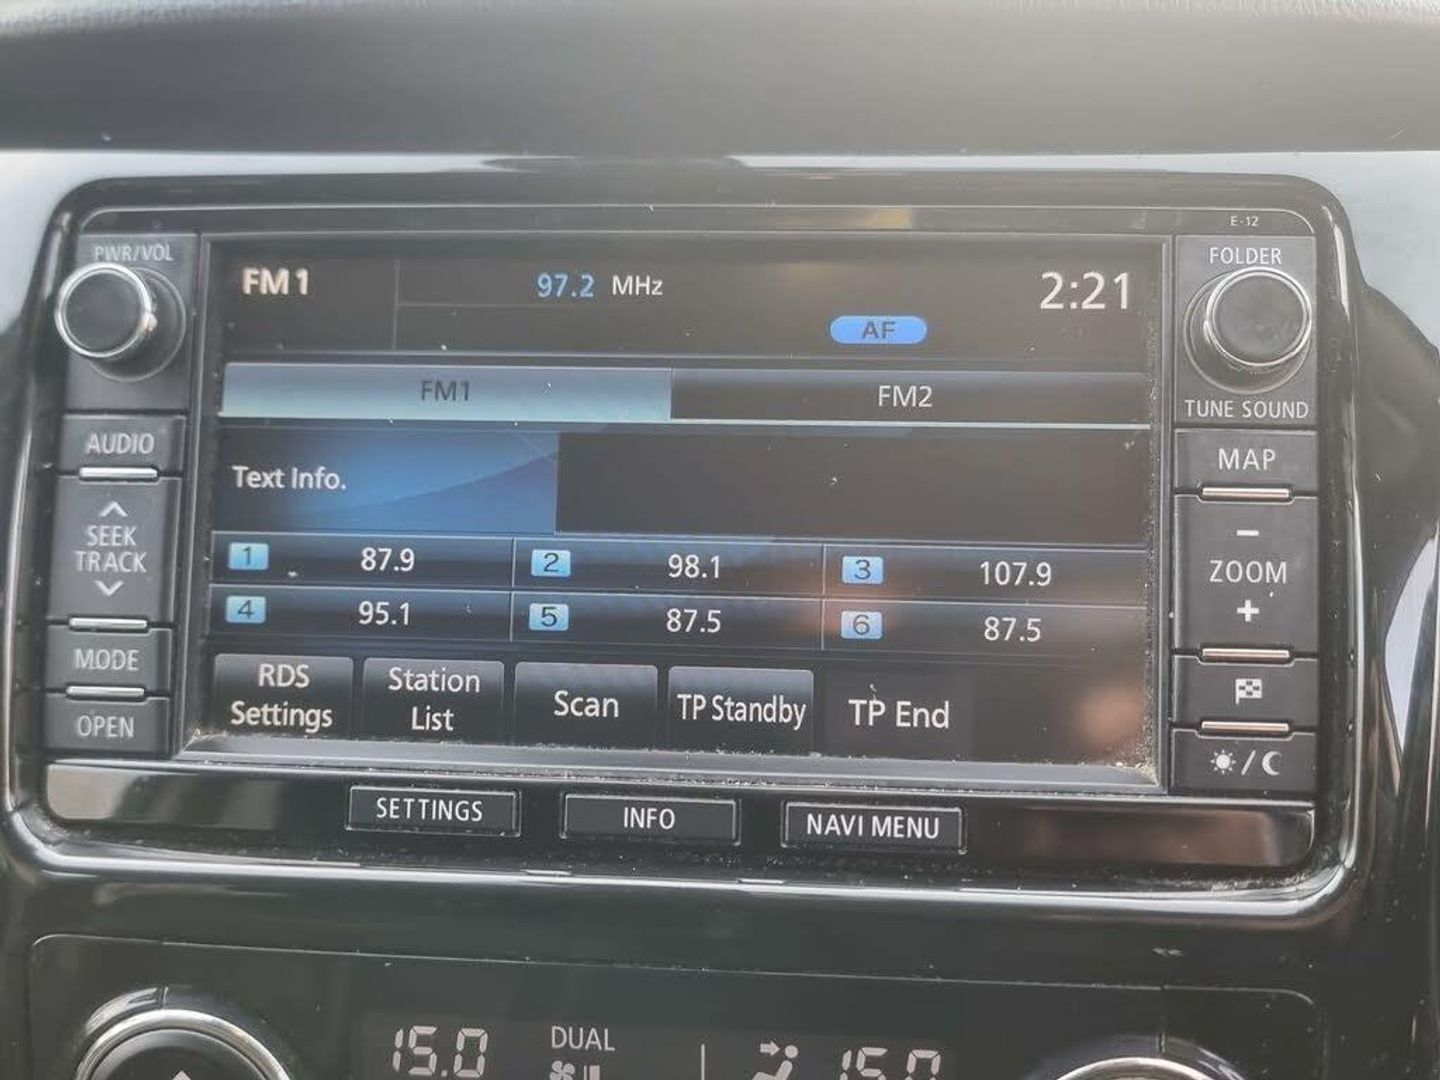 E-12
PWR/VOL
FOLDER
FM1
97.2 MHz
2:21
AF
TUNE SOUND
FM1
FM2
AUDIO
MAP
Text Info.
SEEK
TRACK
-
ZOOM
+
1 87.9
2 98.1
3 107.9
4 95.1
5 87.5
6 87.5
MODE
OPEN
RDS
Settings
Station
List
Scan
TP Standby
TP End
SETTINGS
INFO
NAVI MENU
15.0
DUAL
15.0